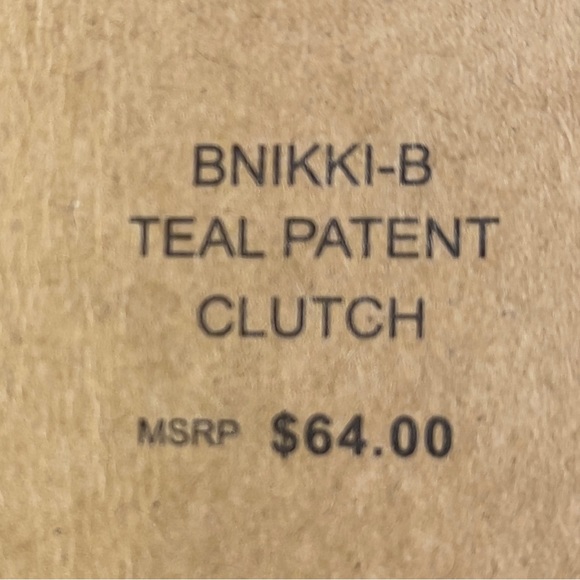 BNIKKI-B
TEAL PATENT
CLUTCH
MSRP $64.00